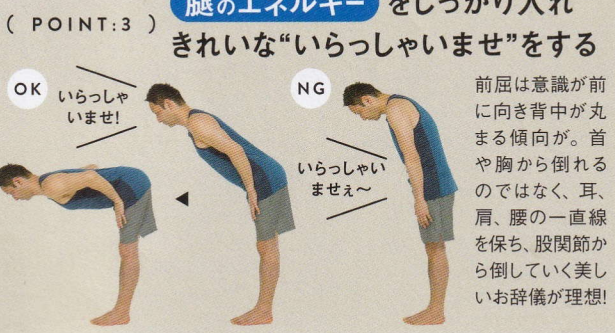 ( POINT:3 )
腿のエネルギー をしっかり入れ
きれいな“いらっしゃいませ”をする
OK
いらっしゃ
いませ!
NG
いらっしゃい
ませぇ～
前屈は意識が前
に向き背中が丸
まる傾向が。首
や胸から倒れる
のではなく、耳、
肩、腰の一直線
を保ち、股関節か
ら倒していく美し
いお辞儀が理想!